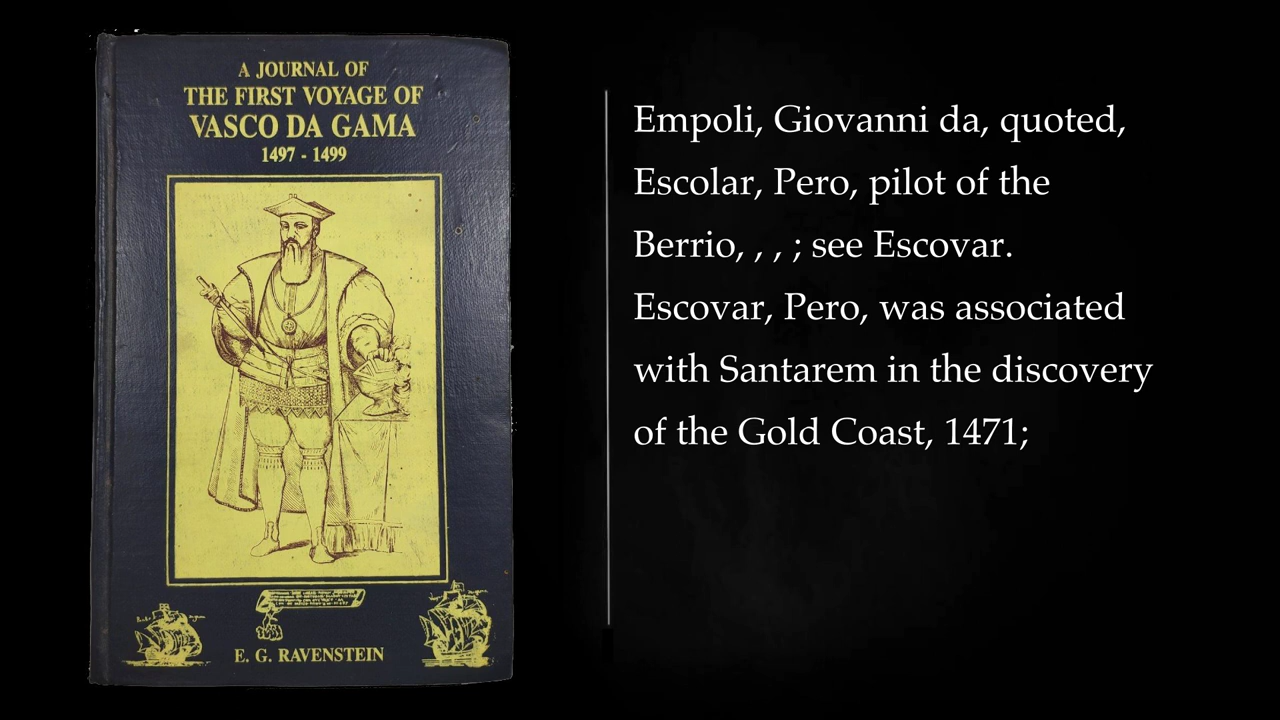 A JOURNAL OF
THE FIRST VOYAGE OF
VASCO DA GAMA
1497 - 1499
E. G. RAVENSTEIN
Empoli, Giovanni da, quoted,
Escolar, Pero, pilot of the
Berrio, , , ; see Escovar.
Escovar, Pero, was associated
with Santarem in the discovery
of the Gold Coast, 1471;